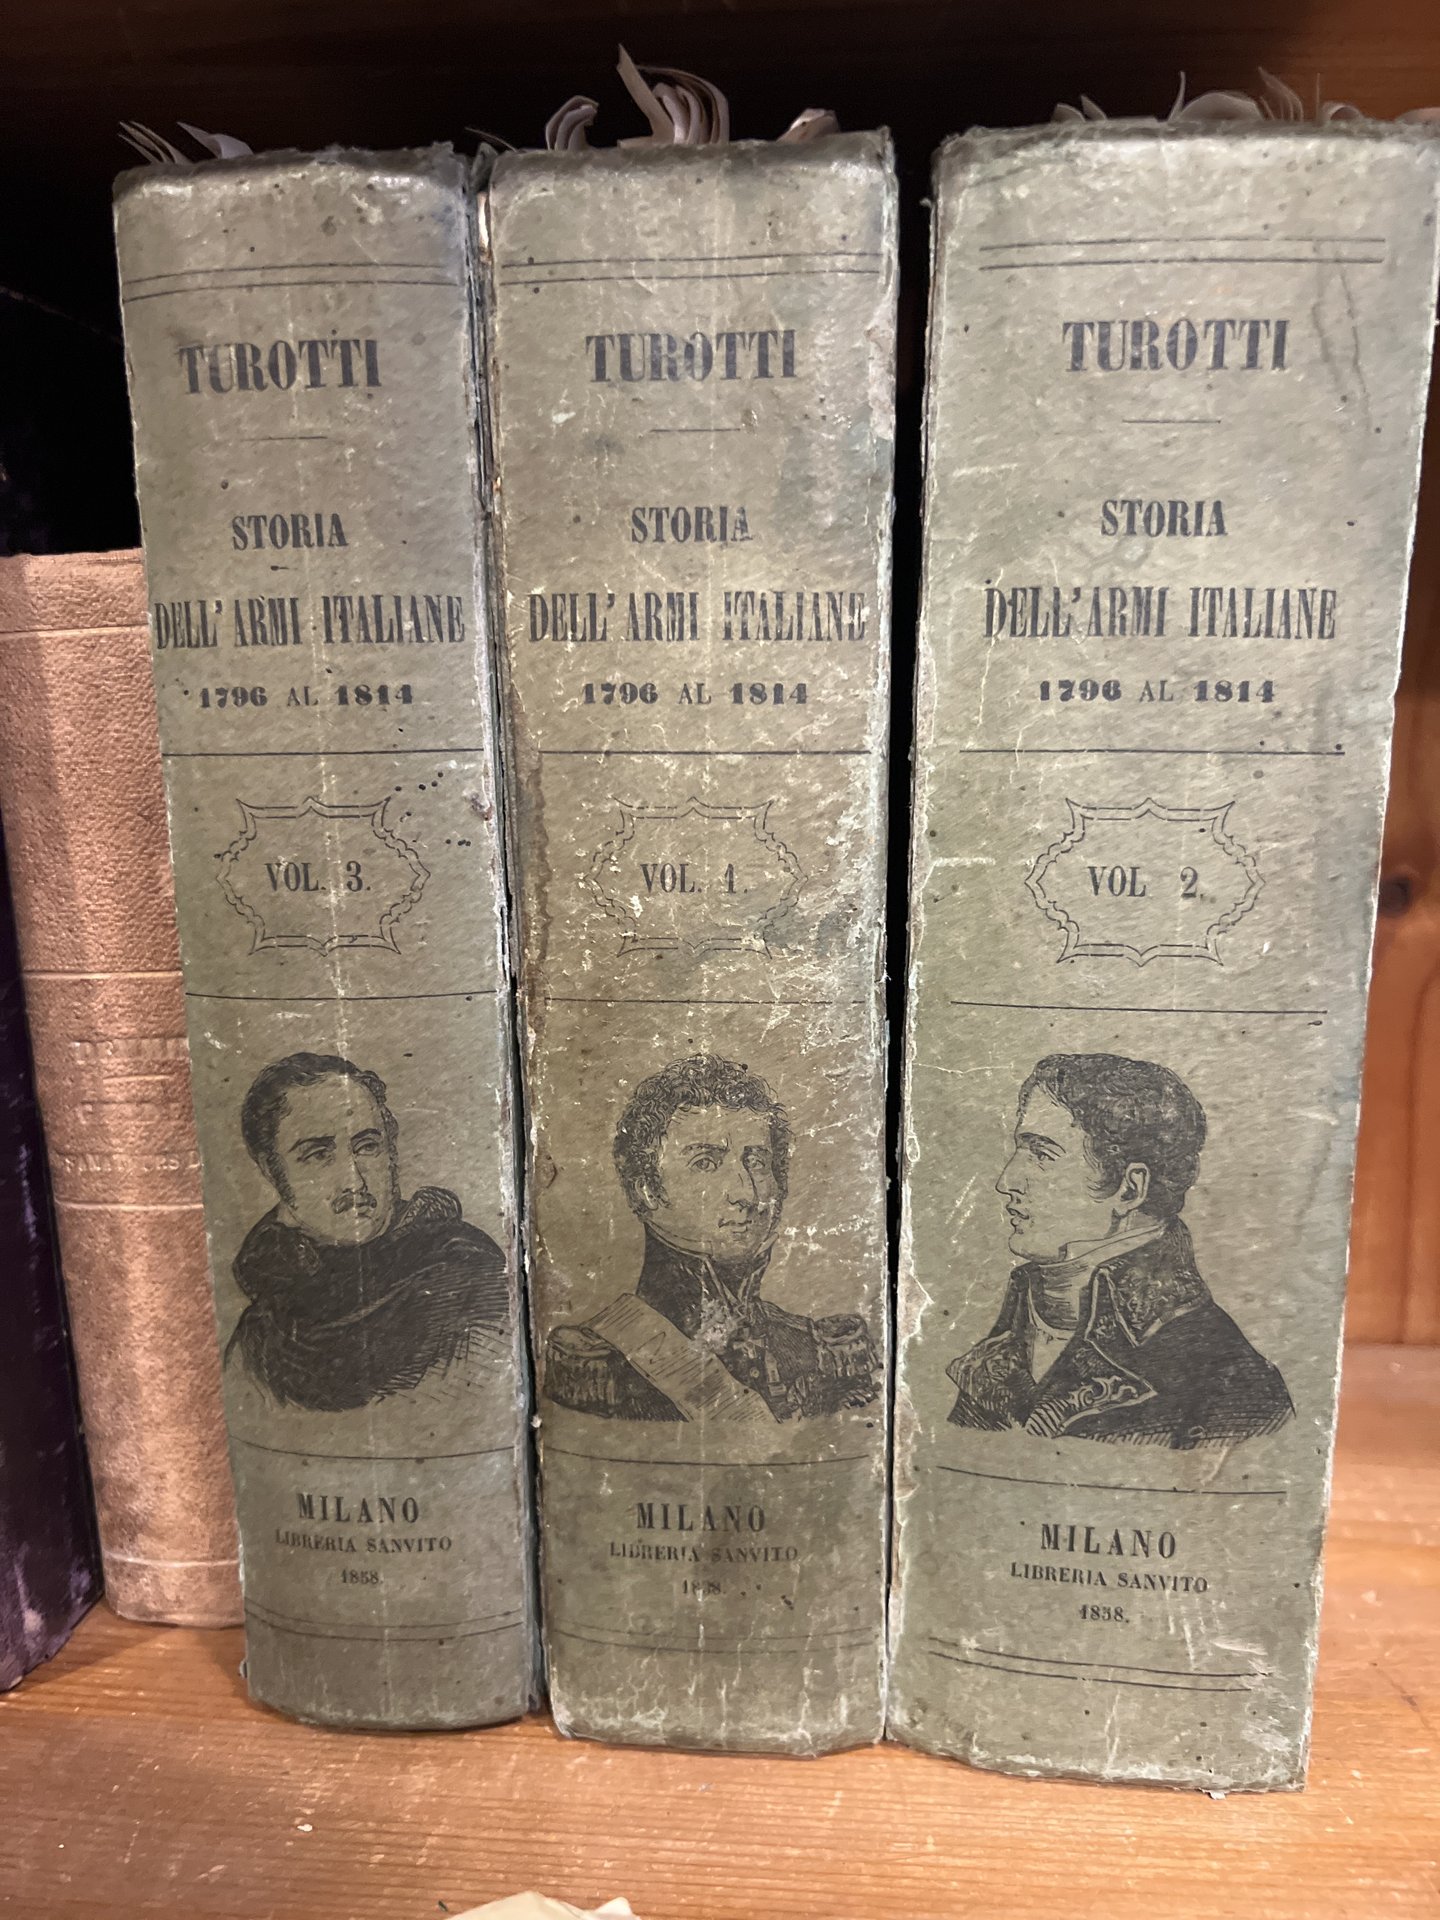 TUROTTI
STORIA
DELL' ARMI ITALIANE
1796 AL 1814
VOL. 3.
MILANO
LIBRERIA SANVITO
1858.
TUROTTI
STORIA
DELL' ARMI ITALIANE
1796 AL 1814
VOL. 1.
MILANO
LIBRERIA SANVITO
1858.
TUROTTI
STORIA
DELL' ARMI ITALIANE
1796 AL 1814
VOL 2.
MILANO
LIBRERIA SANVITO
1858.